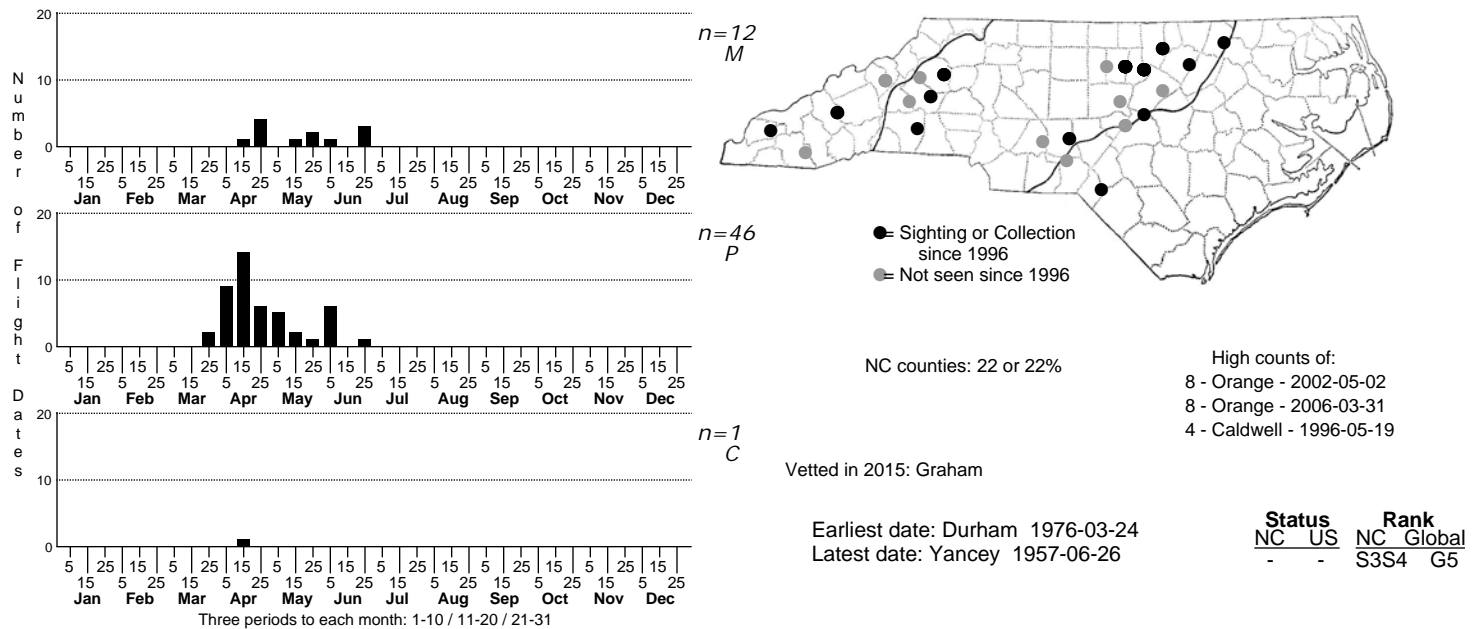 Number of Flight Dates
20
n=12
M
10
0
5 25 5 25 5 25 5 25 5 25 5 25 5 25 5 25 5 25 5 25 5 25 5 25
15 15 15 15 15 15 15 15 15 15 15 15
Jan Feb Mar Apr May Jun Jul Aug Sep Oct Nov Dec
20
n=46
P
10
0
5 25 5 25 5 25 5 25 5 25 5 25 5 25 5 25 5 25 5 25 5 25 5 25
15 15 15 15 15 15 15 15 15 15 15 15
Jan Feb Mar Apr May Jun Jul Aug Sep Oct Nov Dec
20
n=1
C
10
0
5 25 5 25 5 25 5 25 5 25 5 25 5 25 5 25 5 25 5 25 5 25 5 25
15 15 15 15 15 15 15 15 15 15 15 15
Jan Feb Mar Apr May Jun Jul Aug Sep Oct Nov Dec
Three periods to each month: 1-10 / 11-20 / 21-31
= Sighting or Collection
since 1996
= Not seen since 1996
NC counties: 22 or 22%
High counts of:
8 - Orange - 2002-05-02
8 - Orange - 2006-03-31
4 - Caldwell - 1996-05-19
Vetted in 2015: Graham
Earliest date: Durham 1976-03-24
Latest date: Yancey 1957-06-26
Status Rank
NC US NC Global
- - S3S4 G5